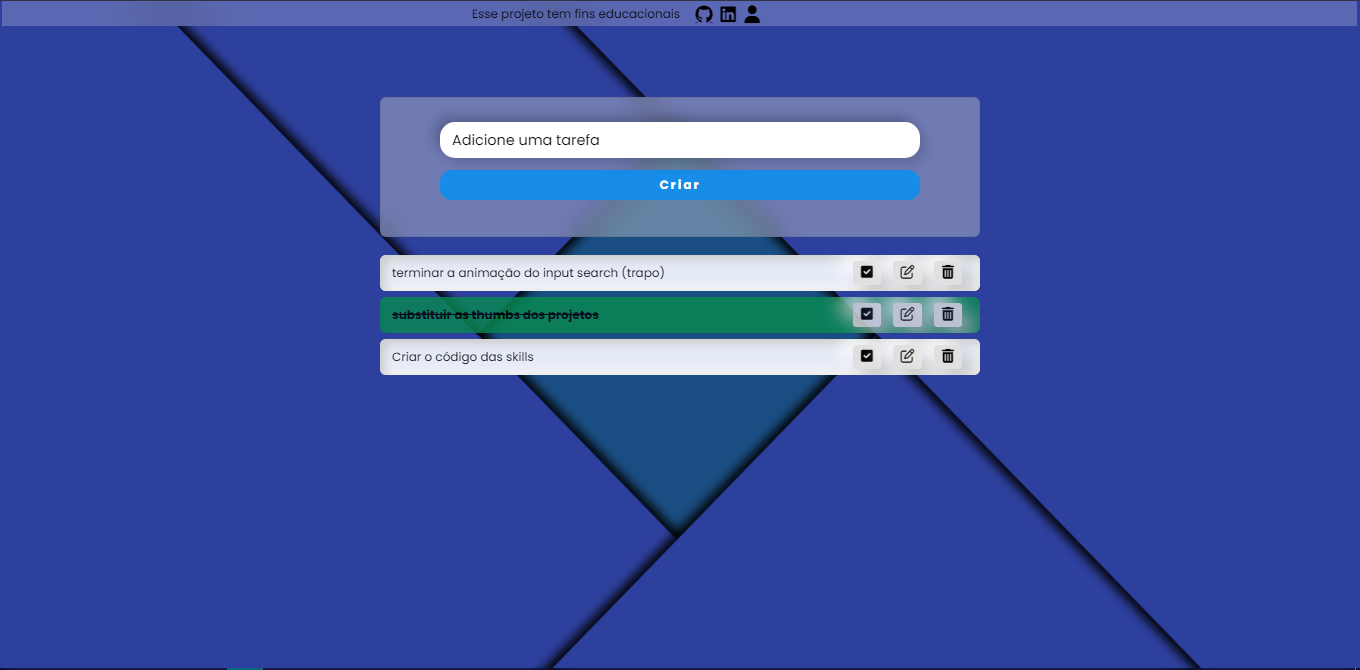 Esse projeto tem fins educacionais
Adicione uma tarefa
Criar
terminar a animação do input search (trapo)
substituir as thumbs dos projetos
Criar o código das skills